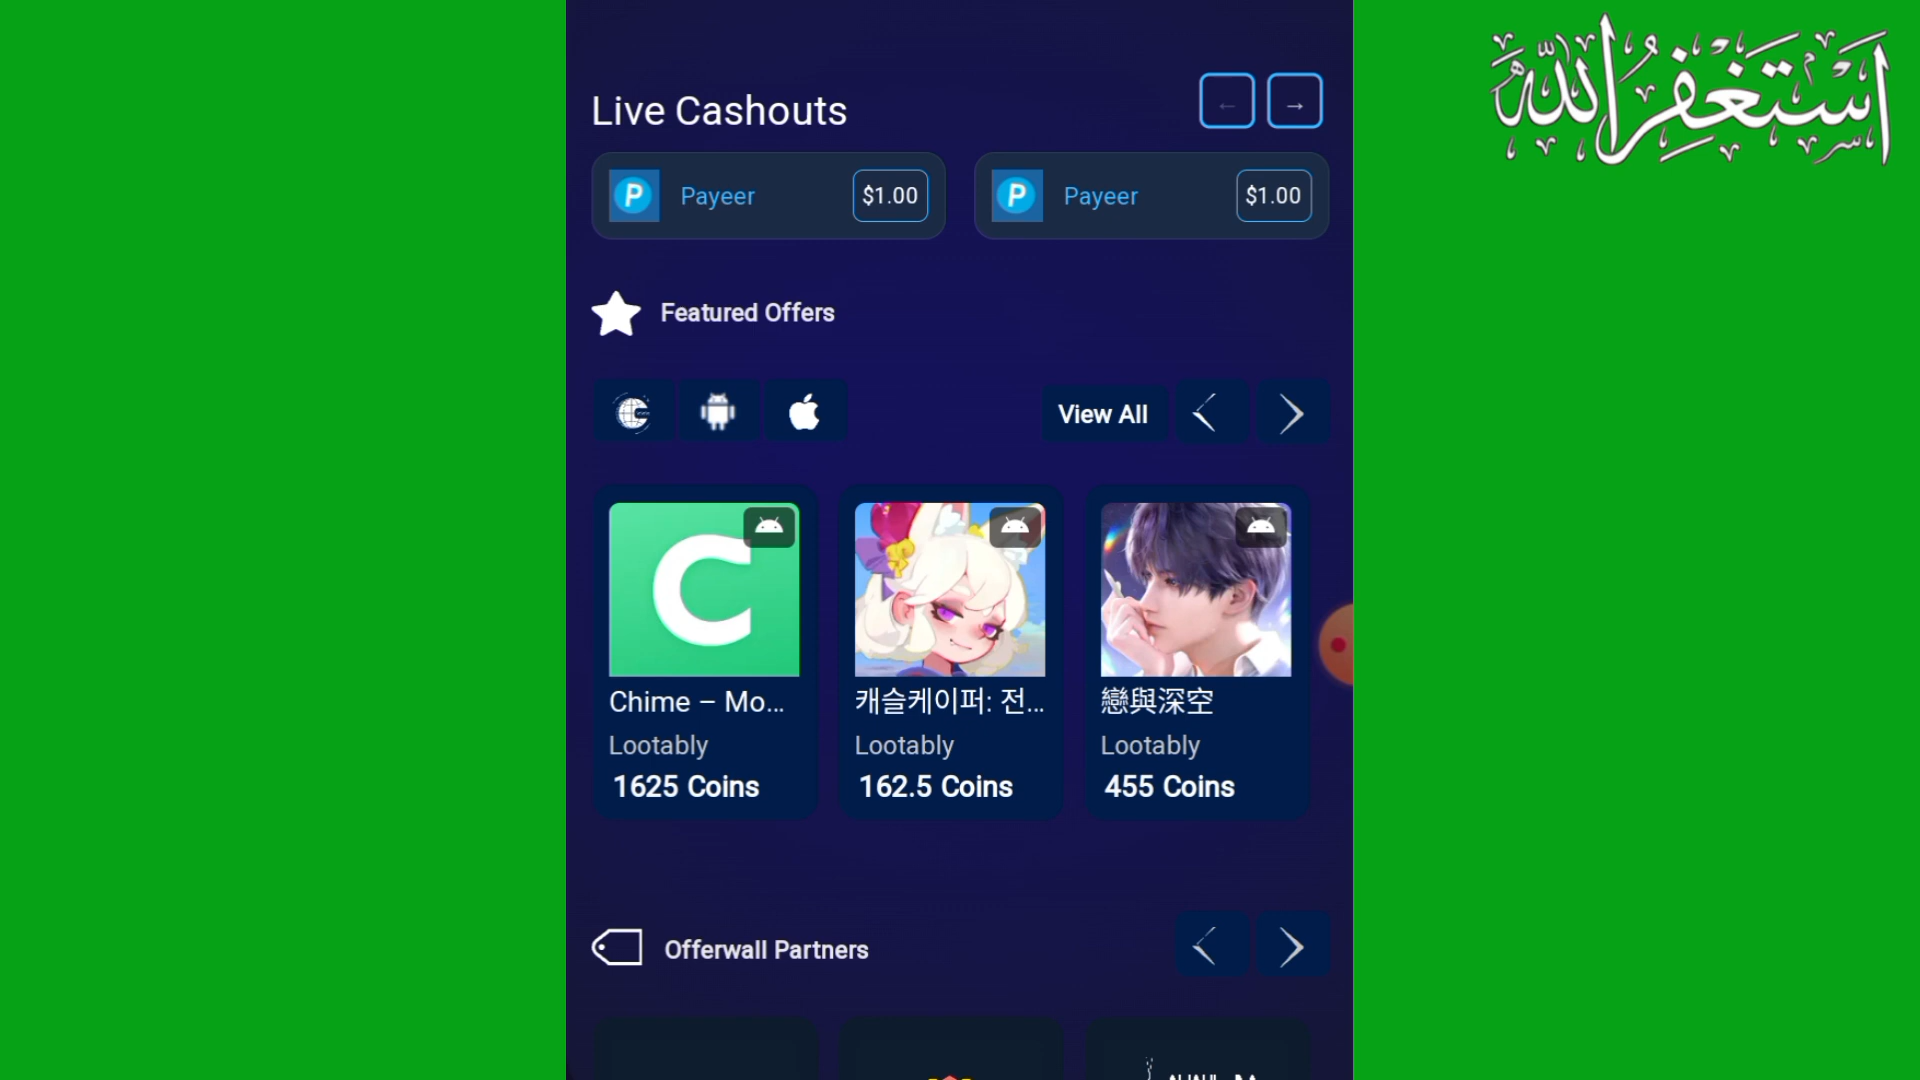 استغفر الله
Live Cashouts
← →
P Payeer $1.00
P Payeer $1.00
Featured Offers
View All
C
Chime – Mo...
Lootably
1625 Coins
캐슬케이퍼: 전...
Lootably
162.5 Coins
戀與深空
Lootably
455 Coins
Offerwall Partners